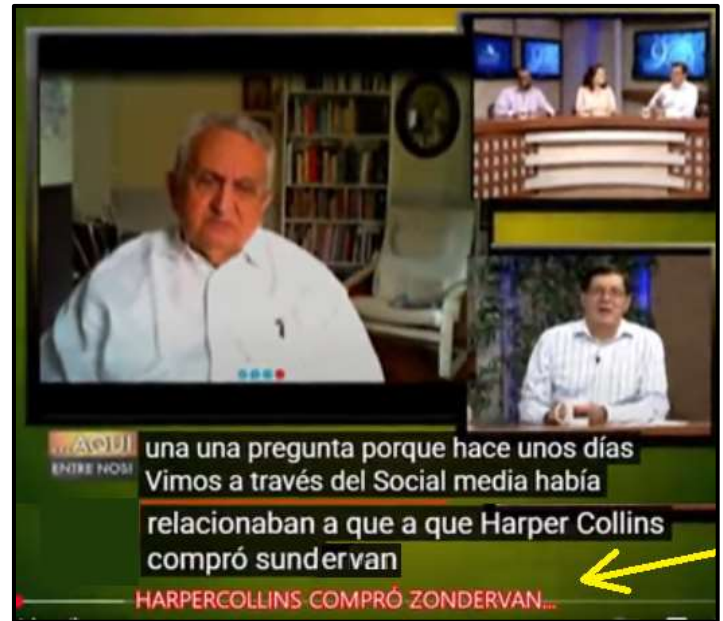 ...AQUI
ENTRE NOS!
una una pregunta porque hace unos días
Vimos a través del Social media había
relacionaban a que a que Harper Collins
compró sundervan
HARPERCOLLINS COMPRÓ ZONDERVAN...